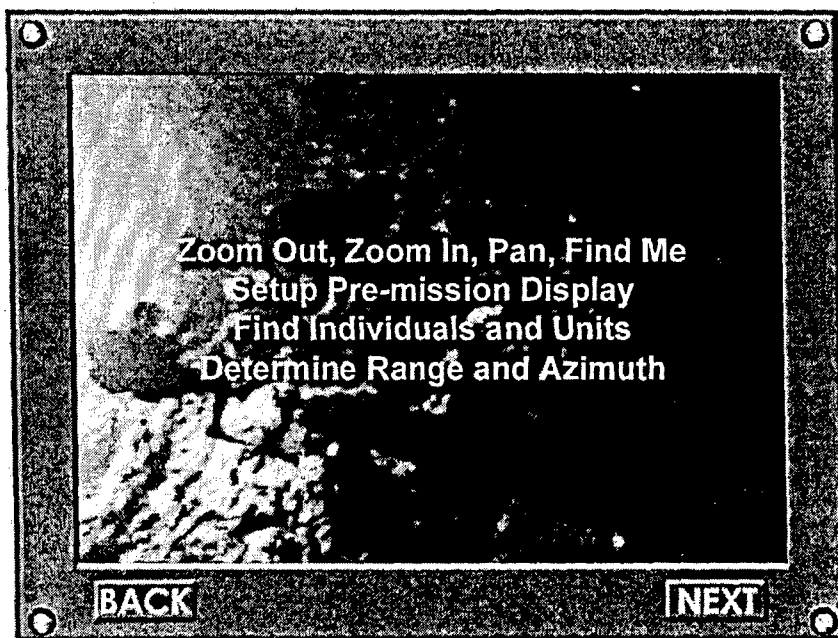 Zoom Out, Zoom In, Pan, Find Me
Setup Pre-mission Display
Find Individuals and Units
Determine Range and Azimuth
BACK
NEXT